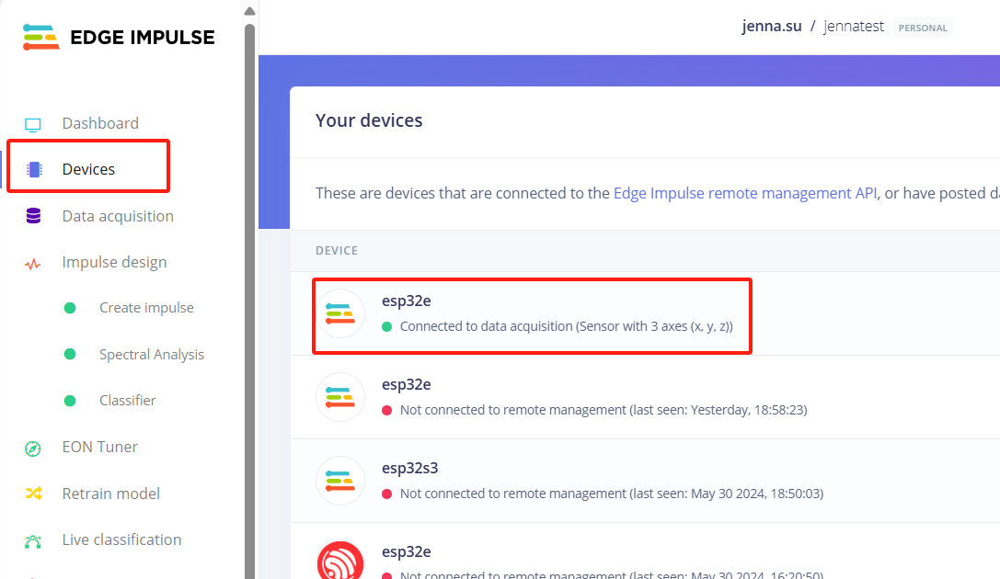 EDGE IMPULSE
jenna.su / jennatest PERSONAL
Dashboard
Devices
Data acquisition
Impulse design
Create impulse
Spectral Analysis
Classifier
EON Tuner
Retrain model
Live classification
Your devices
These are devices that are connected to the Edge Impulse remote management API, or have posted
DEVICE
esp32e
Connected to data acquisition (Sensor with 3 axes (x, y, z))
esp32e
Not connected to remote management (last seen: Yesterday, 18:58:23)
esp32s3
Not connected to remote management (last seen: May 30 2024, 18:50:03)
esp32e
Not connected to remote management (last seen: May 30 2024, 16:20:50)